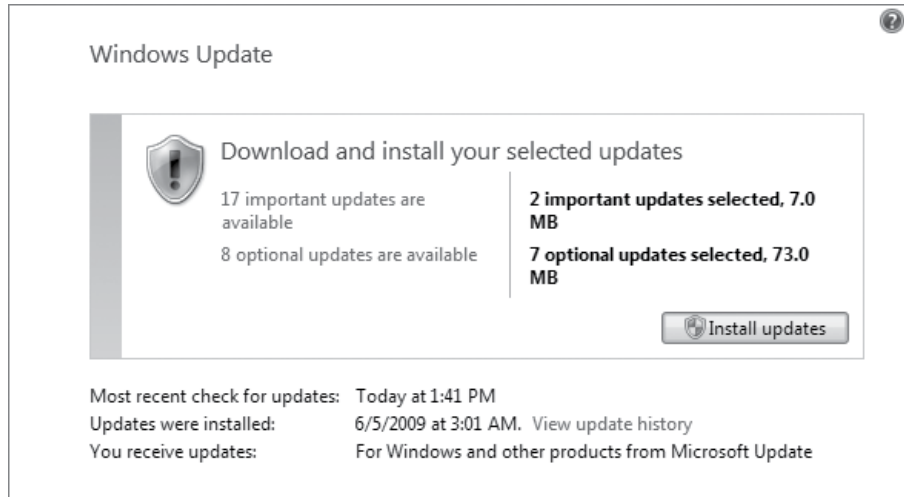 Windows Update
Download and install your selected updates
17 important updates are
available
2 important updates selected, 7.0
MB
8 optional updates are available
7 optional updates selected, 73.0
MB
Install updates
Most recent check for updates: Today at 1:41 PM
Updates were installed: 6/5/2009 at 3:01 AM. View update history
You receive updates: For Windows and other products from Microsoft Update